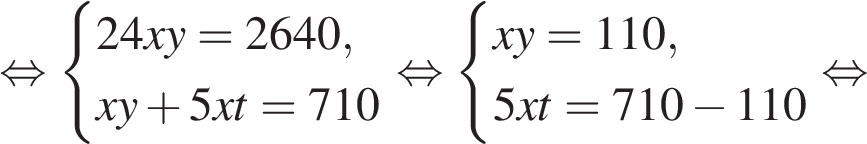 ⇔ { 24xy = 2640, ⇔ { xy = 110, ⇔
xy + 5xt = 710 5xt = 710 − 110